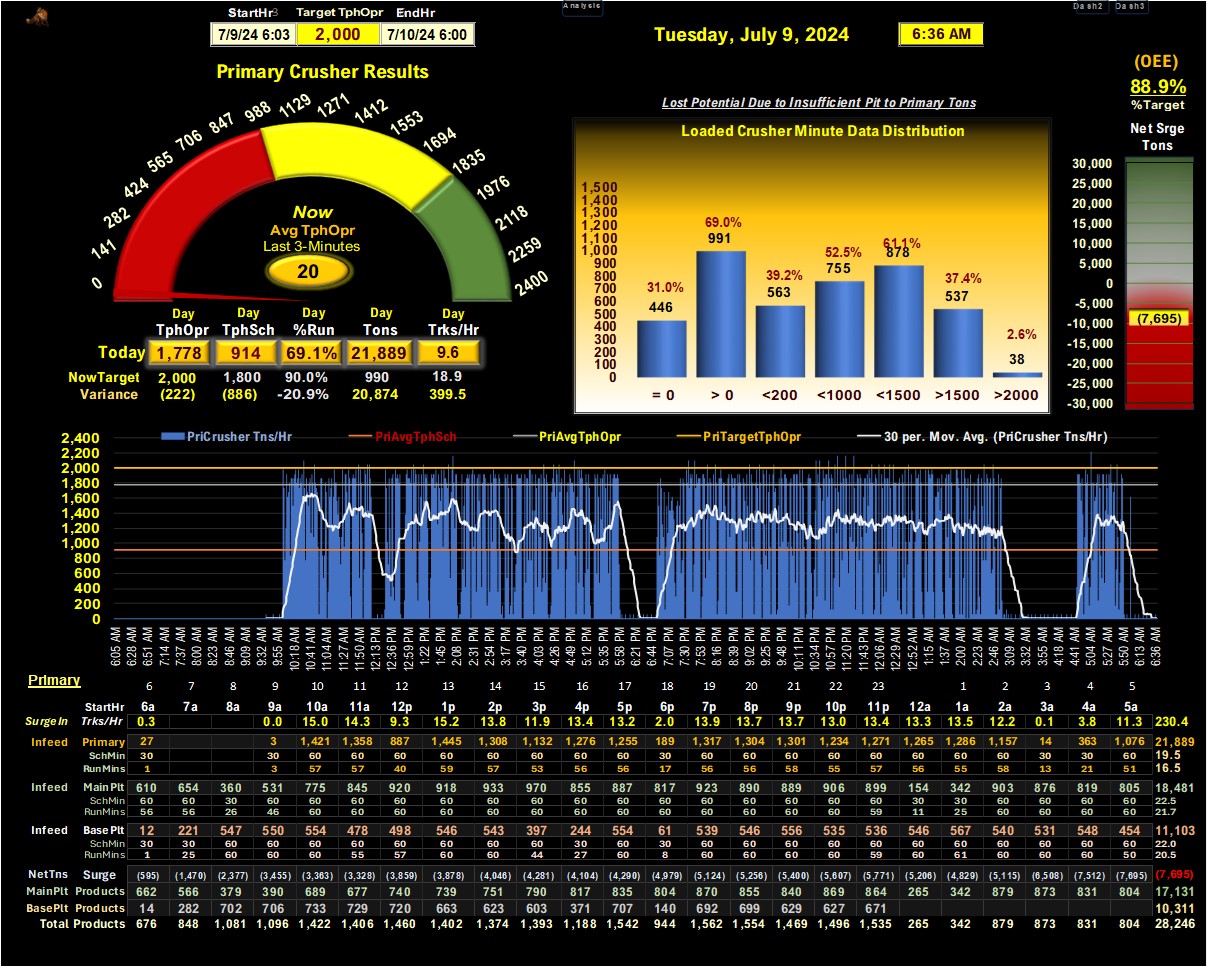 Analysis
Dash2 Dash3
StartHr3 Target TphOpr EndHr
7/9/24 6:03 2,000 7/10/24 6:00
Tuesday, July 9, 2024 6:36 AM
(OEE)
88.9%
%Target
Net Srge
Tons
30,000
25,000
20,000
15,000
10,000
5,000
0
-5,000
(7,695)
-10,000
-15,000
-20,000
-25,000
-30,000
Primary Crusher Results
0 141 282 424 565 706 847 988 1129 1271 1412 1553 1694 1835 1976 2118 2259 2400
Now
Avg TphOpr
Last 3-Minutes
20
Day Day Day Day Day
TphOpr TphSch %Run Tons Trks/Hr
Today 1,778 914 69.1% 21,889 9.6
NowTarget 2,000 1,800 90.0% 990 18.9
Variance (222) (886) -20.9% 20,874 399.5
Lost Potential Due to Insufficient Pit to Primary Tons
Loaded Crusher Minute Data Distribution
1,500
1,400
1,300
1,200
1,100
1,000
900
800
700
600
500
400
300
200
100
0
31.0% 69.0% 39.2% 52.5% 61.1% 37.4% 2.6%
446 991 563 755 878 537 38
= 0 > 0 <200 <1000 <1500 >1500 >2000
PriCrusher Tns/Hr PriAvgTphSch PriAvgTphOpr PriTargetTphOpr 30 per. Mov. Avg. (PriCrusher Tns/Hr)
2,400
2,200
2,000
1,800
1,600
1,400
1,200
1,000
800
600
400
200
0
6:05 AM 6:28 AM 6:51 AM 7:14 AM 7:37 AM 8:00 AM 8:23 AM 9:09 AM 9:32 AM 9:55 AM 10:18 AM 10:41 AM 11:04 AM 11:27 AM 11:50 AM 12:13 PM 12:36 PM 12:59 PM 1:22 PM 1:45 PM 2:08 PM 2:31 PM 2:54 PM 3:17 PM 3:40 PM 4:03 PM 4:26 PM 4:49 PM 5:12 PM 5:35 PM 5:58 PM 6:21 PM 6:44 PM 7:07 PM 7:30 PM 7:53 PM 8:16 PM 8:39 PM 9:02 PM 9:25 PM 9:48 PM 10:11 PM 10:34 PM 10:57 PM 11:20 PM 11:43 PM 12:06 AM 12:29 AM 12:52 AM 1:15 AM 1:37 AM 2:00 AM 2:23 AM 2:46 AM 3:09 AM 3:32 AM 3:55 AM 4:18 AM 4:41 AM 5:04 AM 5:27 AM 5:50 AM 6:13 AM 6:36 AM
Primary 6 7 8 9 10 11 12 13 14 15 16 17 18 19 20 21 22 23 1 2 3 4 5
StartHr 6a 7a 8a 9a 10a 11a 12p 1p 2p 3p 4p 5p 6p 7p 8p 9p 10p 11p 12a 1a 2a 3a 4a 5a
SurgeIn Trks/Hr 0.3 0.0 15.0 14.3 9.3 15.2 13.8 11.9 13.4 13.2 2.0 13.9 13.7 13.7 13.0 13.4 13.3 13.5 12.2 0.1 3.8 11.3 230.4
Infeed Primary 27 3 1,421 1,358 887 1,445 1,308 1,132 1,276 1,255 189 1,317 1,304 1,301 1,234 1,271 1,265 1,286 1,157 14 363 1,076 21,889
SchMin 30 30 60 60 60 60 60 60 60 60 30 60 60 60 60 60 60 60 60 30 30 60 19.5
RunMins 1 3 57 57 40 59 57 53 56 56 17 56 56 58 55 57 56 55 58 13 21 51 16.5
Infeed MainPlt 610 654 360 531 775 845 920 918 933 970 855 887 817 923 890 889 906 899 154 342 903 876 819 805 18,481
SchMin 60 60 30 60 60 60 60 60 60 60 60 60 60 60 60 60 60 60 30 30 60 60 60 60 22.5
RunMins 56 56 26 46 60 60 60 60 60 60 60 60 60 60 60 60 60 59 11 25 60 60 60 60 21.7
Infeed BasePlt 12 221 547 550 554 478 498 546 543 397 244 554 61 539 546 556 535 536 546 567 540 531 548 454 11,103
SchMin 30 30 60 60 60 60 60 60 60 60 30 60 30 60 60 60 60 60 60 60 60 60 60 60 22.0
RunMins 1 25 60 60 60 55 57 60 60 44 27 60 8 60 60 60 60 59 60 61 60 60 60 50 20.5
NetTns Surge (595) (1,470) (2,377) (3,455) (3,363) (3,328) (3,859) (3,878) (4,046) (4,281) (4,104) (4,290) (4,979) (5,124) (5,256) (5,400) (5,607) (5,771) (5,206) (4,829) (5,115) (6,508) (7,512) (7,695) (7,695)
MainPlt Products 662 566 379 390 689 677 740 739 751 790 817 835 804 870 855 840 869 864 265 342 879 873 831 804 17,131
BasePlt Products 14 282 702 706 733 729 720 663 623 603 371 707 140 692 699 629 627 671 10,311
Total Products 676 848 1,081 1,096 1,422 1,406 1,460 1,402 1,374 1,393 1,188 1,542 944 1,562 1,554 1,469 1,496 1,535 265 342 879 873 831 804 28,246